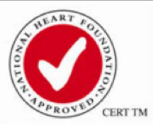 NATIONAL HEART FOUNDATION
APPROVED
CERT TM